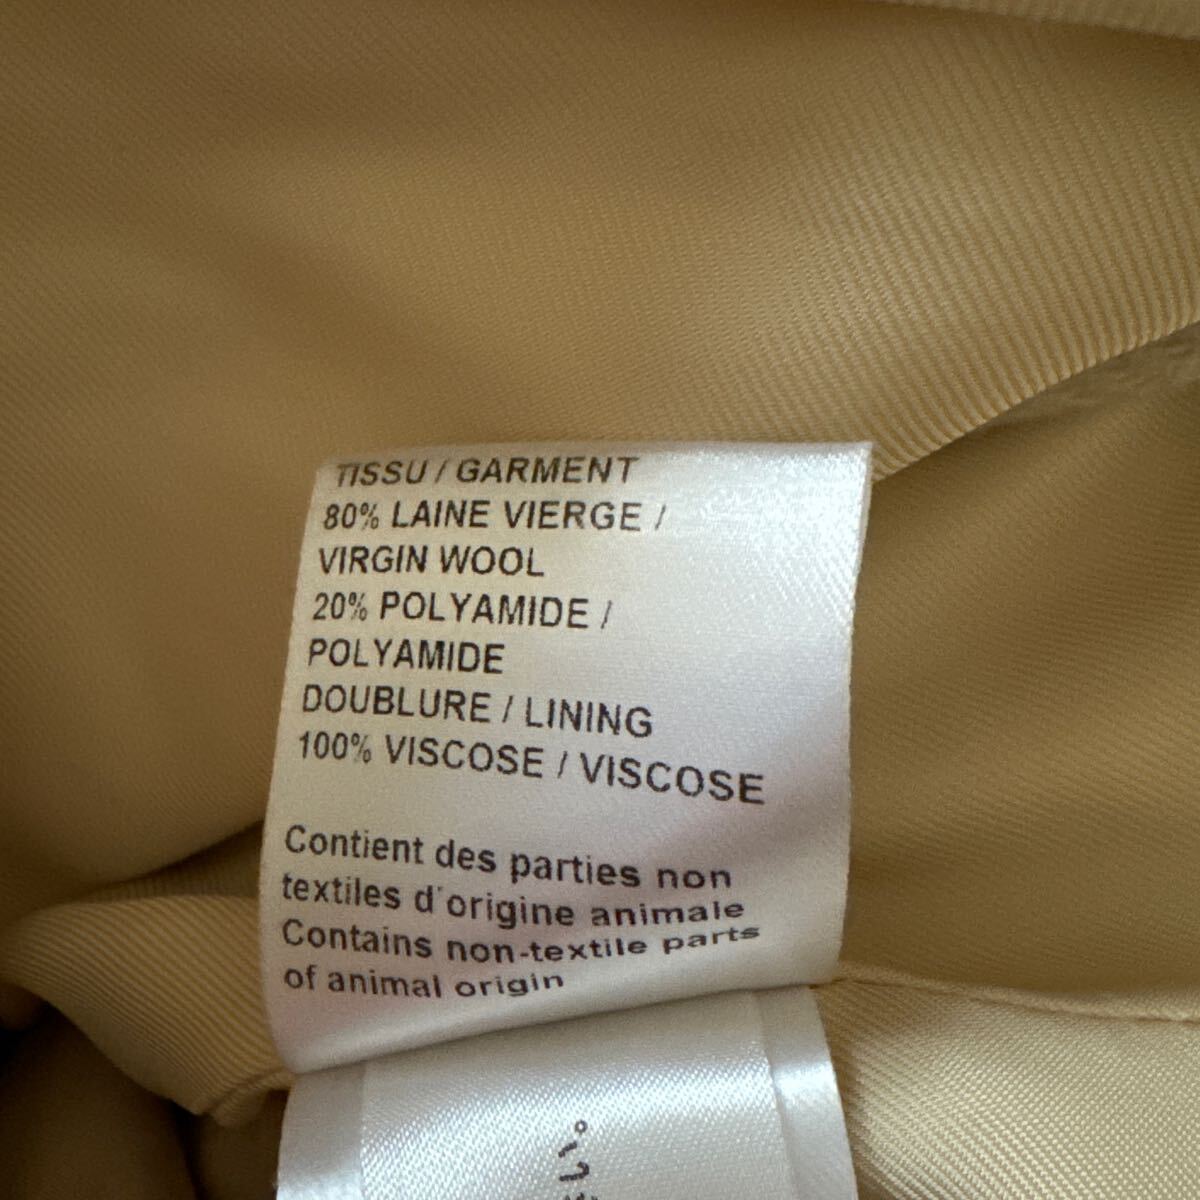 TISSU / GARMENT
80% LAINE VIERGE /
VIRGIN WOOL
20% POLYAMIDE /
POLYAMIDE
DOUBLURE / LINING
100% VISCOSE / VISCOSE
Contient des parties non
textiles d'origine animale
Contains non-textile parts
of animal origin